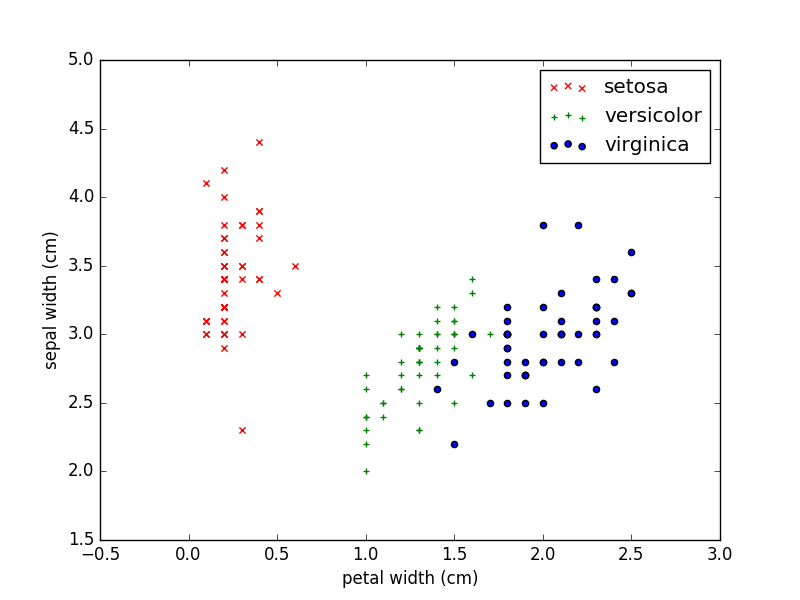 5.0
4.5
4.0
3.5
3.0
2.5
2.0
1.5
sepal width (cm)
setosa
versicolor
virginica
−0.5 0.0 0.5 1.0 1.5 2.0 2.5 3.0
petal width (cm)